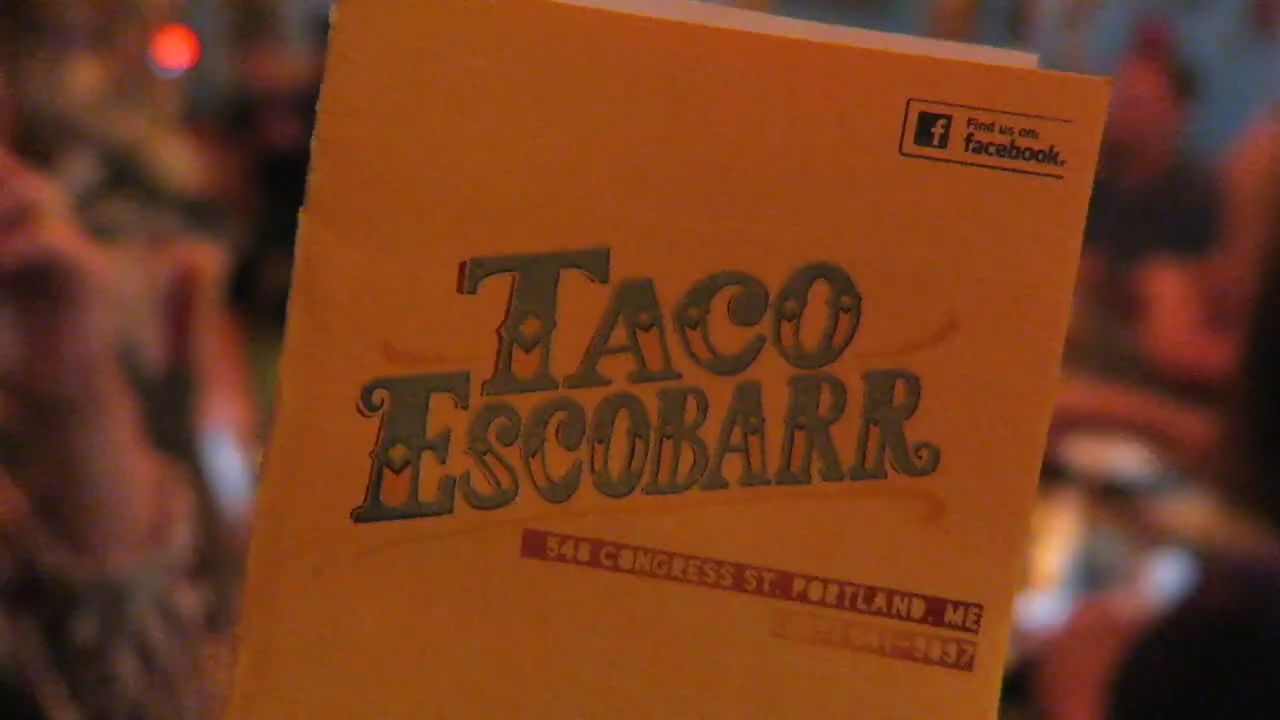 Find us on:
facebook.
TACO
ESCOBARR
548 CONGRESS ST. PORTLAND, ME